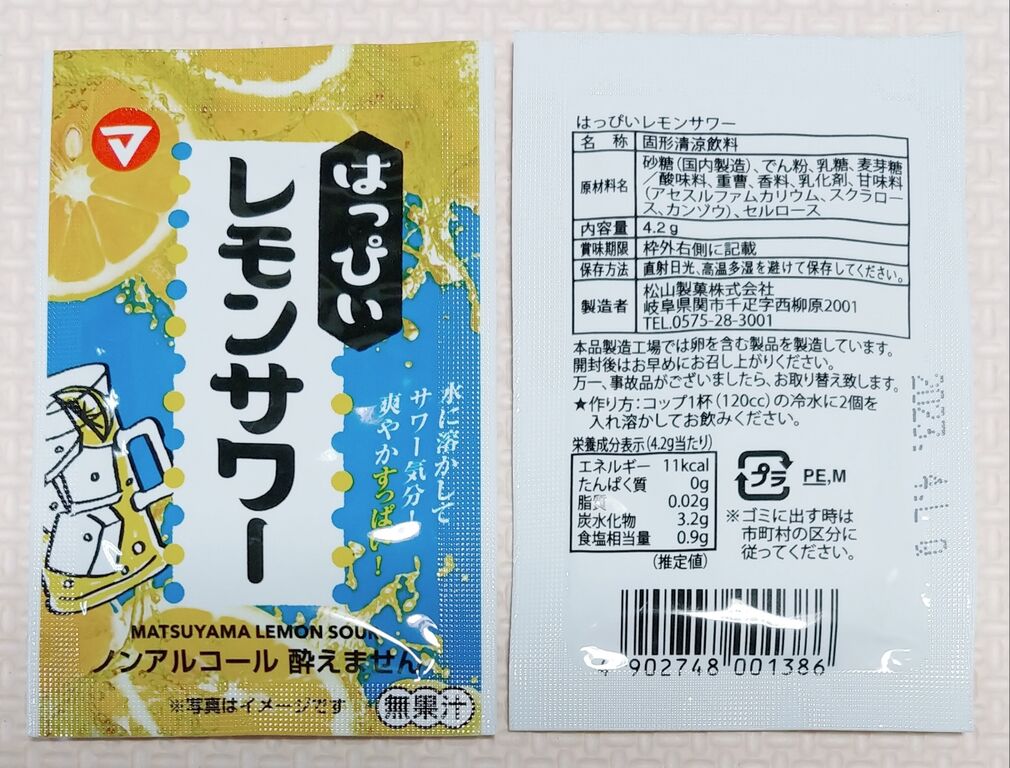 マ
はっぴい
レモンサワー
水に溶かして
サワー気分!
爽やかすっぱい!
MATSUYAMA LEMON SOUR
ノンアルコール 酔えません
※写真はイメージです
無果汁
はっぴいレモンサワー
名 称 固形清涼飲料
原材料名 砂糖(国内製造)、でん粉、乳糖、麦芽糖
/酸味料、重曹、香料、乳化剤、甘味料
(アセスルファムカリウム、スクラロー
ス、カンゾウ)、セルロース
内容量 4.2g
賞味期限 枠外右側に記載
保存方法 直射日光、高温多湿を避けて保存してください。
製造者 松山製菓株式会社
岐阜県関市千疋字西柳原2001
TEL.0575-28-3001
本品製造工場では卵を含む製品を製造しています。
開封後はお早めにお召し上がりください。
万一、事故品がございましたら、お取り替え致します。
★作り方:コップ1杯(120cc)の冷水に2個を
入れ溶かしてお飲みください。
栄養成分表示(4.2g当たり)
エネルギー 11kcal
たんぱく質 0g
脂質 0.02g
炭水化物 3.2g
食塩相当量 0.9g
(推定値)
プラ
PE,M
※ゴミに出す時は
市町村の区分に
従ってください。
4 902748 001386